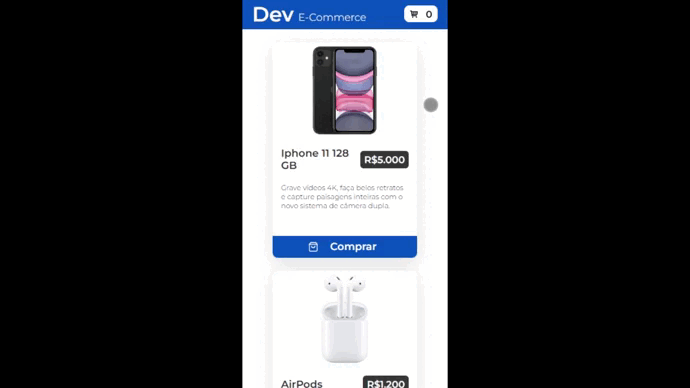 Dev E-Commerce
0
Iphone 11 128
GB
R$5.000
Grave vídeos 4K, faça belos retratos
e capture paisagens inteiras com o
novo sistema de câmera dupla.
Comprar
AirPods
R$1.200